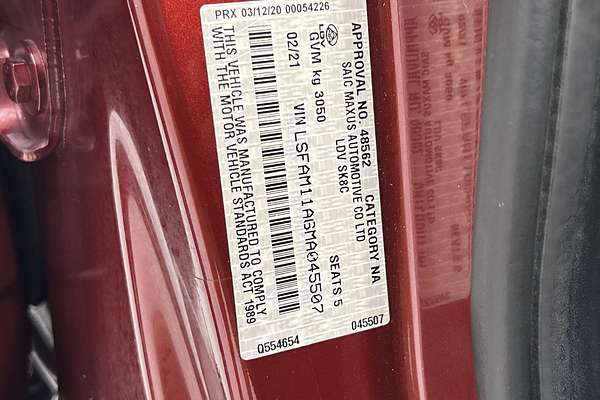 PRX 03/12/20 00054226
APPROVAL NO. 48562 CATEGORY NA
SAIC MAXUS AUTOMOTIVE CO LTD
LDV SK8C
LDV
GVM kg 3050 SEATS 5
02/21
VIN LSFAM11A6MA045507
THIS VEHICLE WAS MANUFACTURED TO COMPLY
WITH THE MOTOR VEHICLE STANDARDS ACT 1989
Q554654 045507